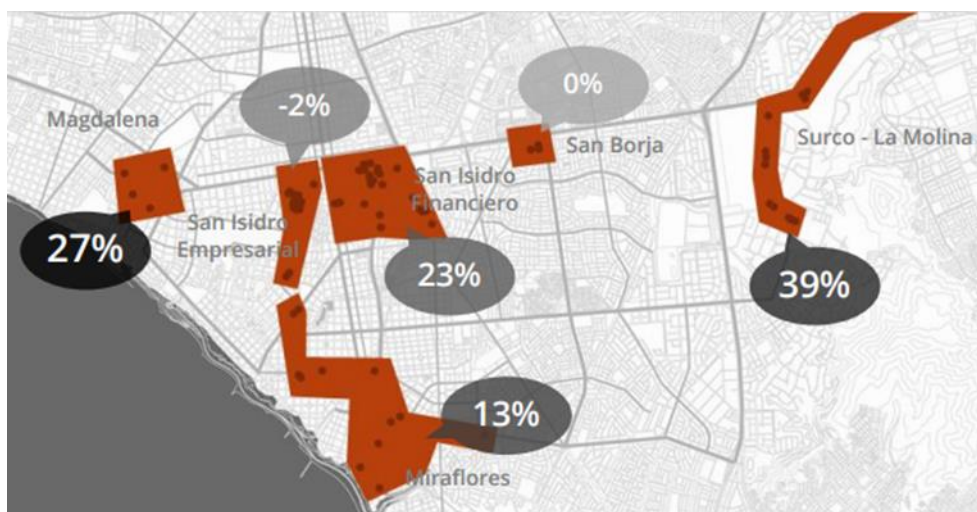 0%
-2%
Magdalena
Surco - La Molina
San Borja
San Isidro
Financiero
San Isidro
Empresarial
27%
23%
39%
13%
Miraflores